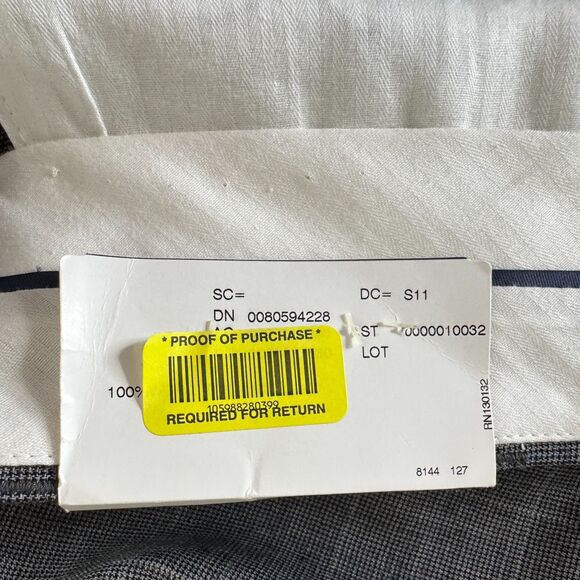 SC= DC= S11
DN 0080594228
ST 0000010032
LOT
* PROOF OF PURCHASE *
100%
105988280399
REQUIRED FOR RETURN
RN130132
8144 127